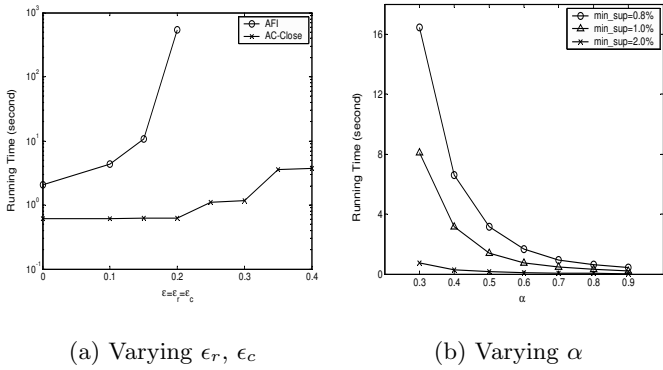 10^3
10^2
10^1
10^0
10^-1
Running Time (second)
0
0.1
0.2
0.3
0.4
ε=ε_r=ε_c
AFI
AC-Close
16
12
8
4
0
Running Time (second)
0.3
0.4
0.5
0.6
0.7
0.8
0.9
α
min_sup=0.8%
min_sup=1.0%
min_sup=2.0%
(a) Varying ϵ_r, ϵ_c
(b) Varying α